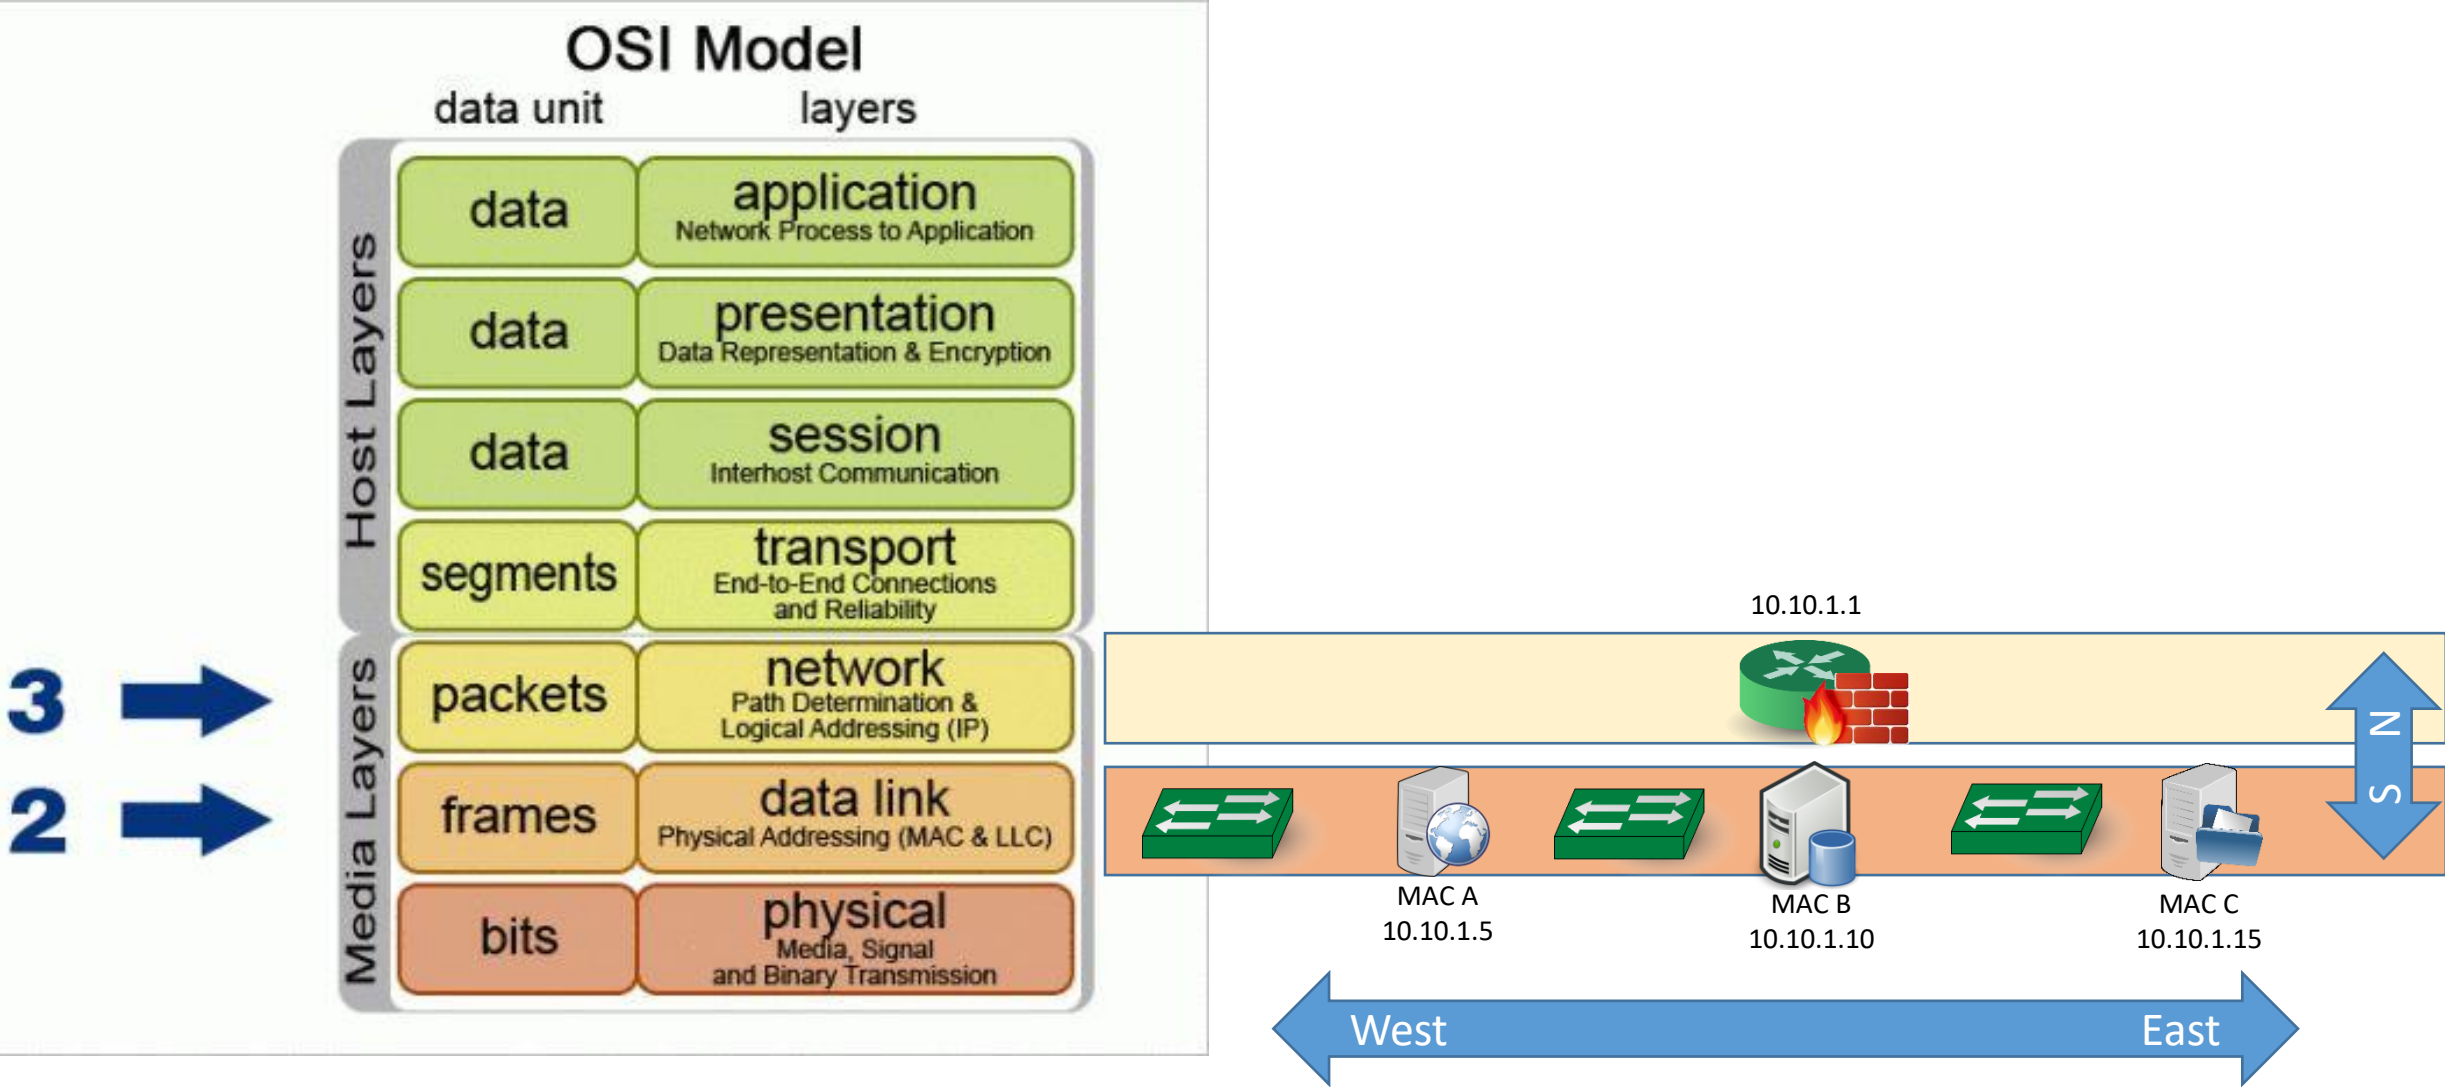 OSI Model
data unit
layers
Host Layers
data
application
Network Process to Application
data
presentation
Data Representation & Encryption
data
session
Interhost Communication
segments
transport
End-to-End Connections
and Reliability
Media Layers
3
packets
network
Path Determination &
Logical Addressing (IP)
2
frames
data link
Physical Addressing (MAC & LLC)
bits
physical
Media, Signal
and Binary Transmission
10.10.1.1
N
S
MAC A
10.10.1.5
MAC B
10.10.1.10
MAC C
10.10.1.15
West
East